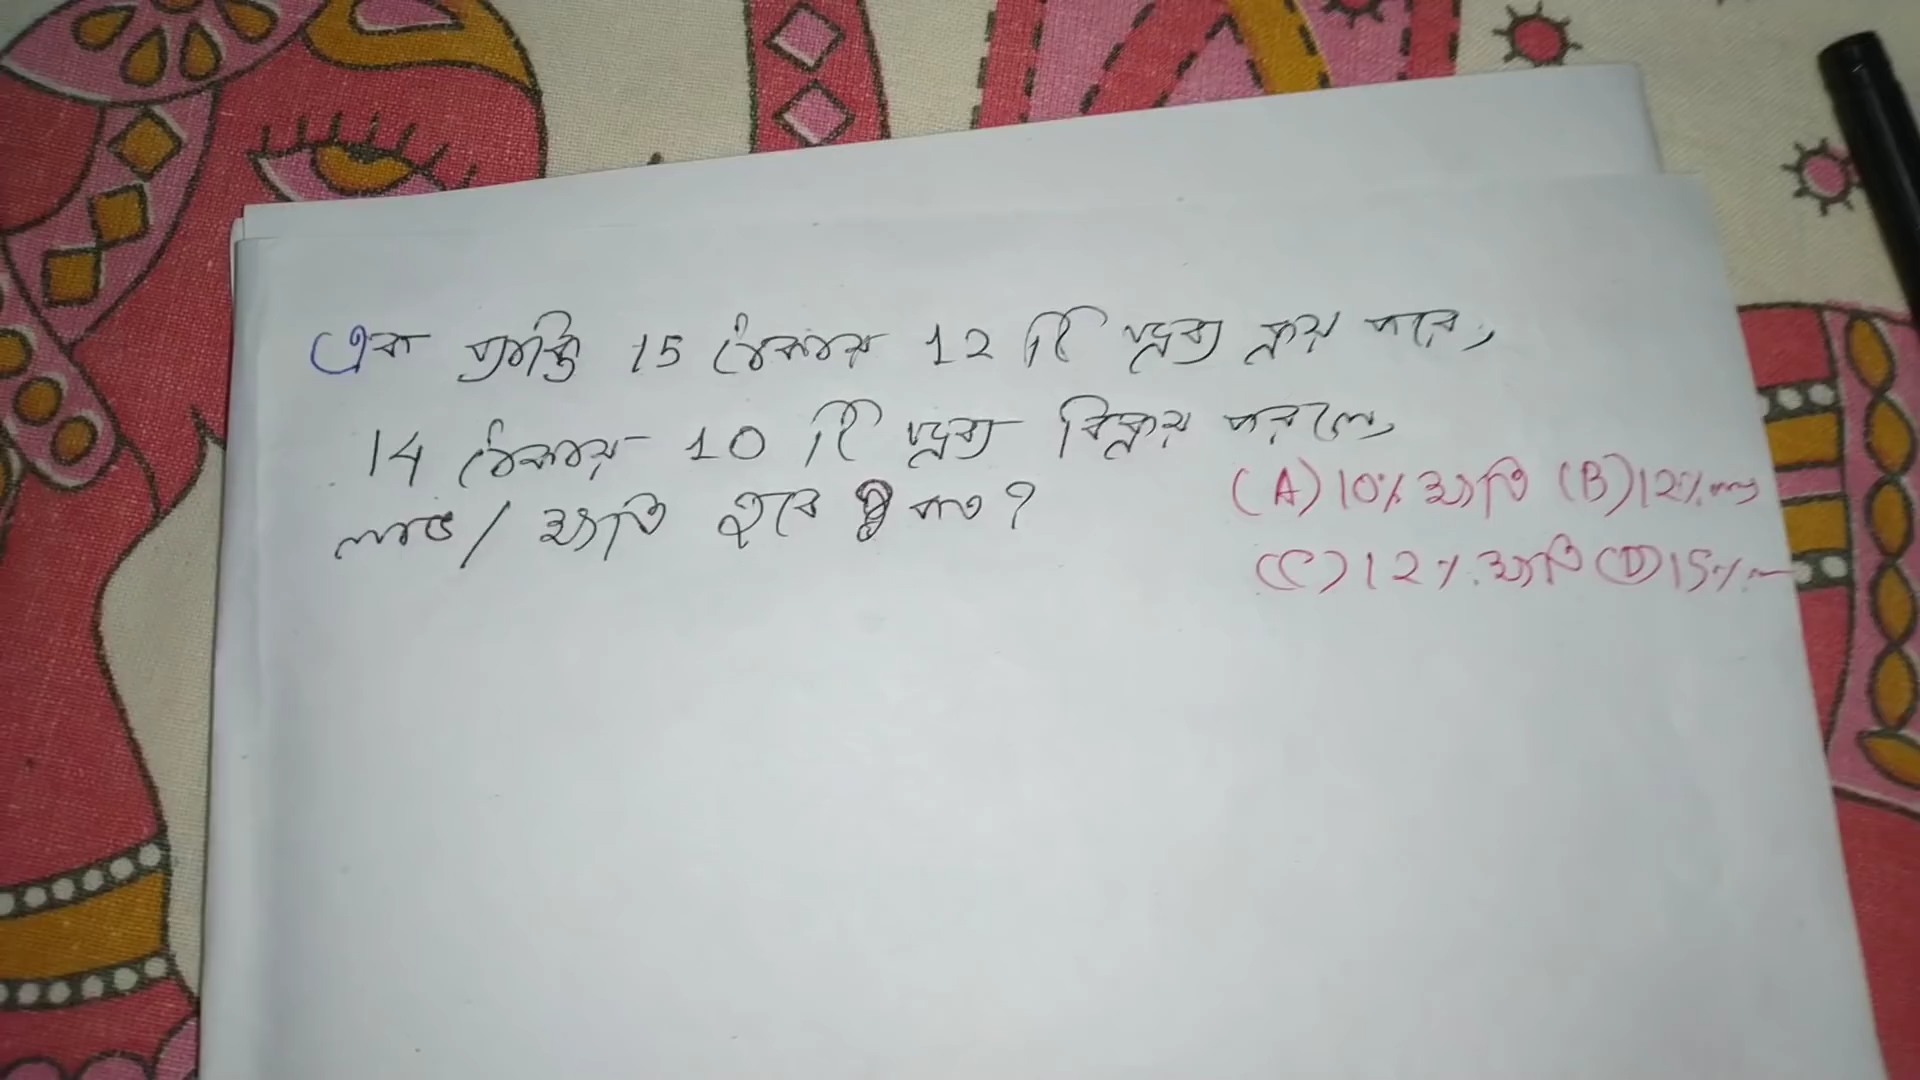 এক ব্যক্তি 15 টাকায় 12 টি দ্রব্য ক্রয় করে,
14 টাকায় 10 টি দ্রব্য বিক্রয় করলে,
লাভ/ক্ষতি হবে কত?
(A) 10% ক্ষতি (B) 12% লাভ
(C) 12% ক্ষতি (D) 15%